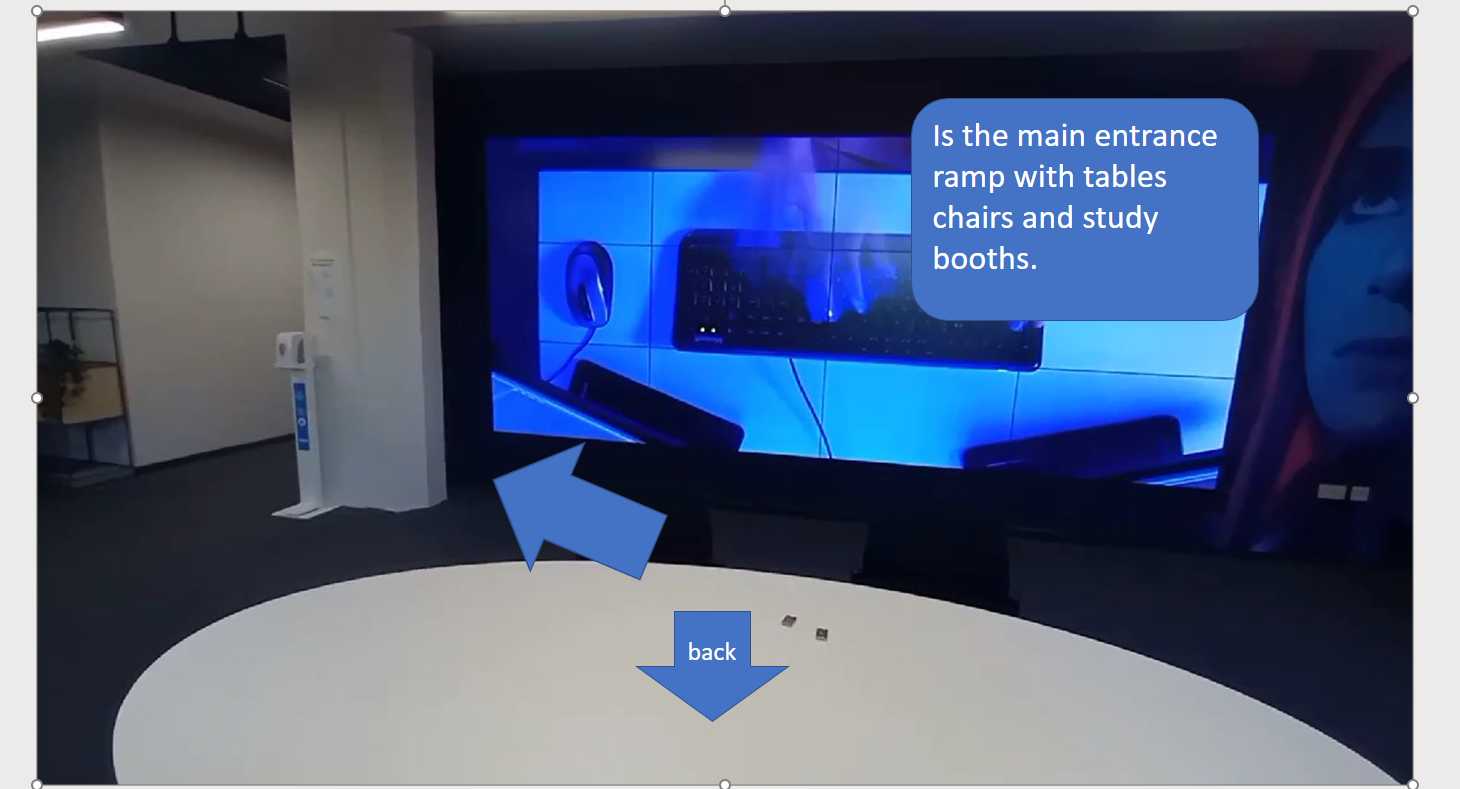 Is the main entrance
ramp with tables
chairs and study
booths.
back